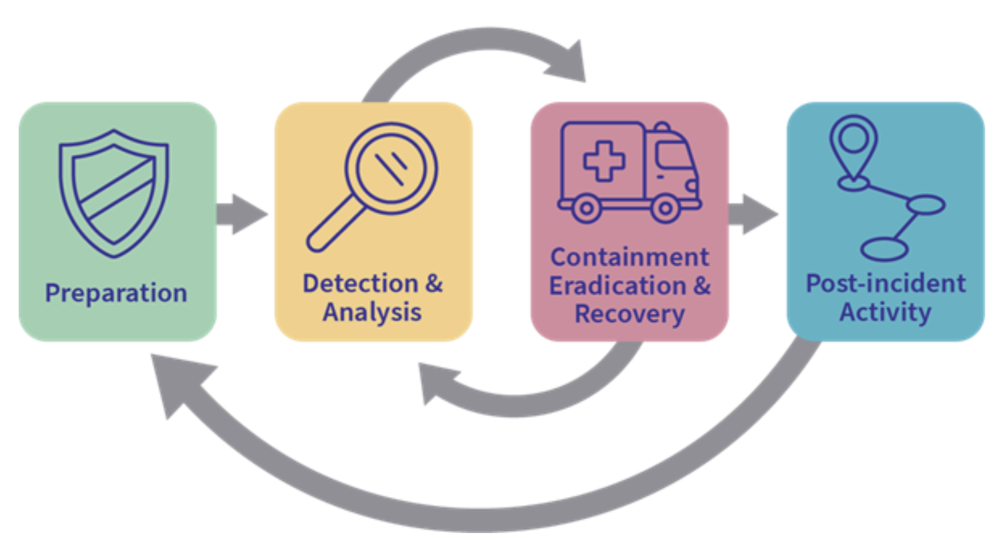 Preparation
Detection &
Analysis
Containment
Eradication &
Recovery
Post-incident
Activity